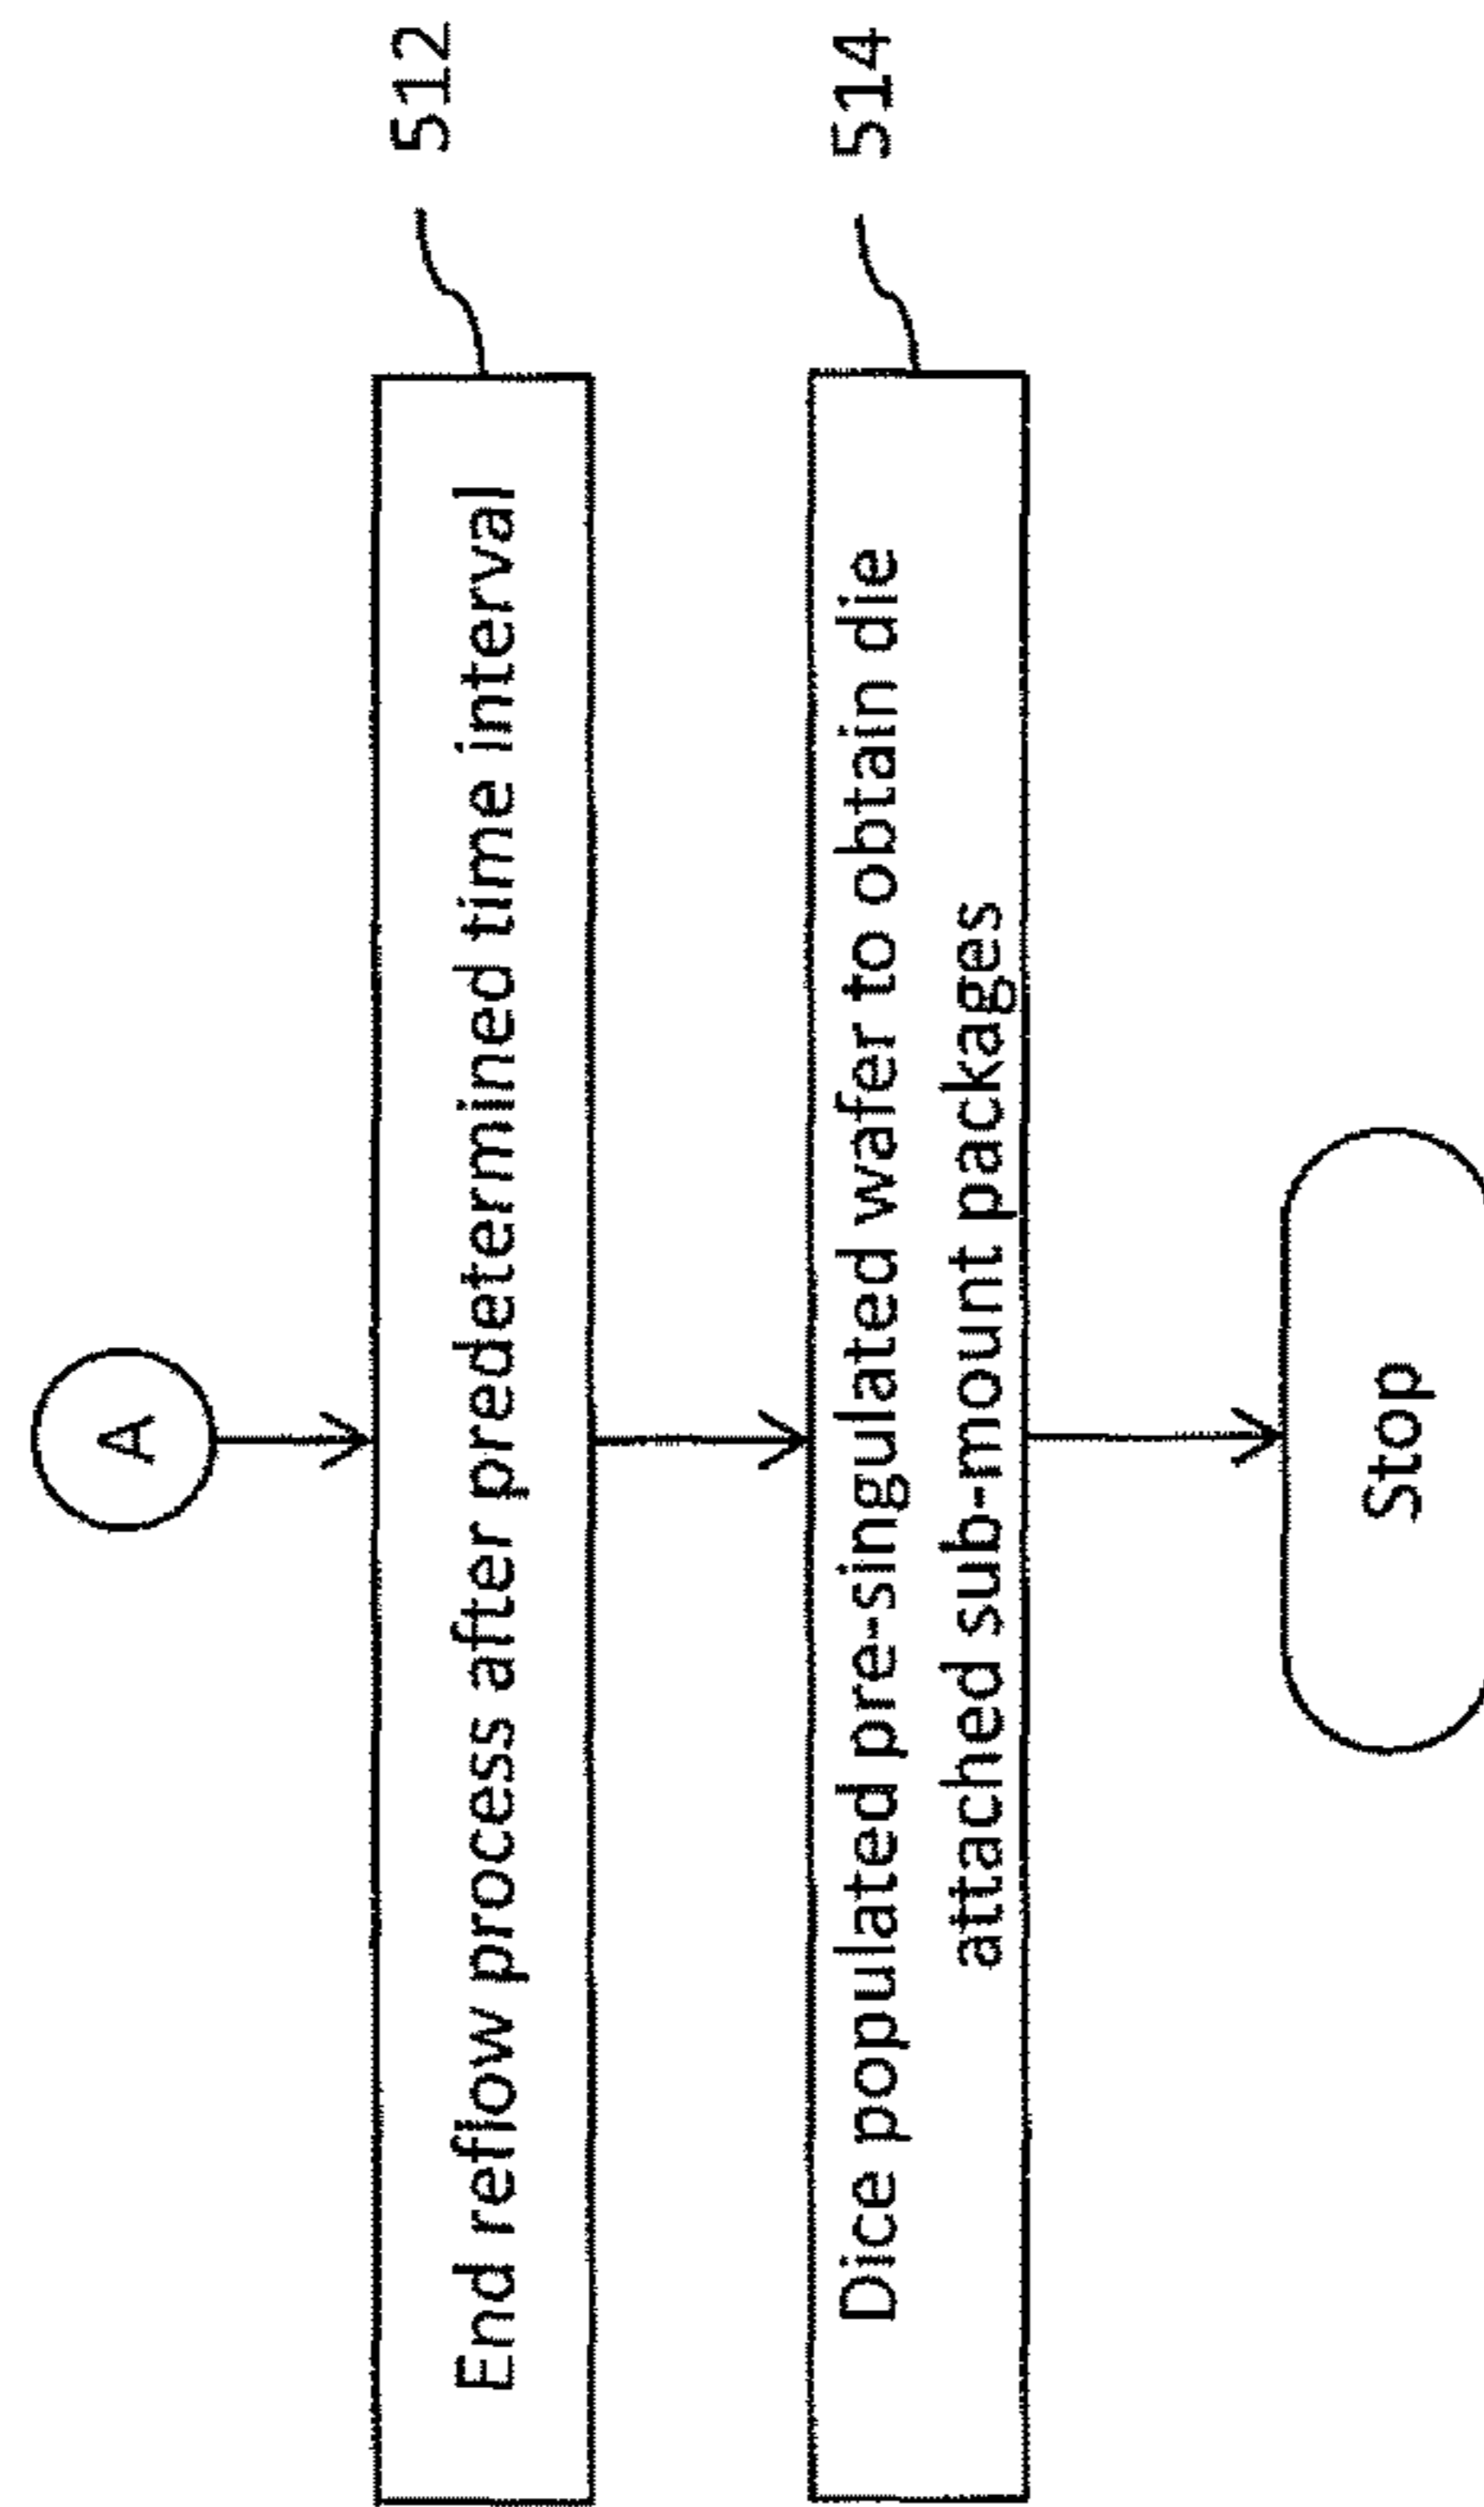 A
End reflow process after predetermined time interval
512
Dice populated pre-singulated wafer to obtain die
attached sub-mount packages
514
Stop